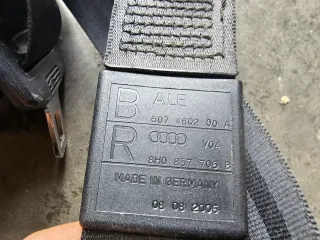 B ALE
607 4802 00 A
R V04
8H0 857 706 B
MADE IN GERMANY
08 08 2005